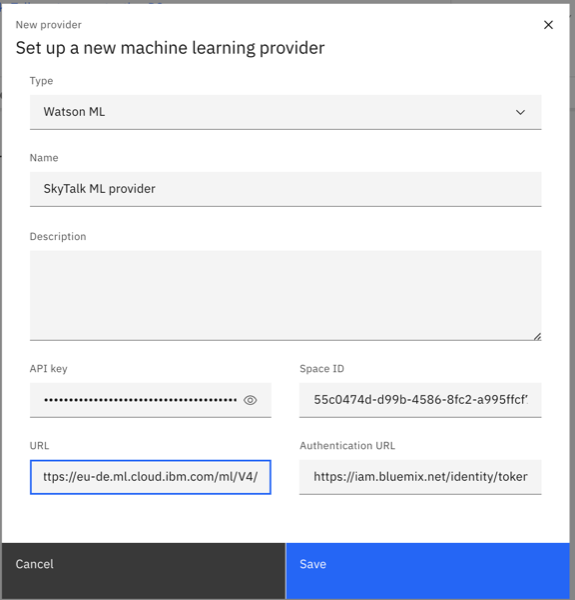 New provider
Set up a new machine learning provider
Type
Watson ML
Name
SkyTalk ML provider
Description
API key
Space ID
••••••••••••••••••••••••••••••••••••••
55c0474d-d99b-4586-8fc2-a995ffcf
URL
Authentication URL
ttps://eu-de.ml.cloud.ibm.com/ml/V4/
https://iam.bluemix.net/identity/token
Cancel
Save